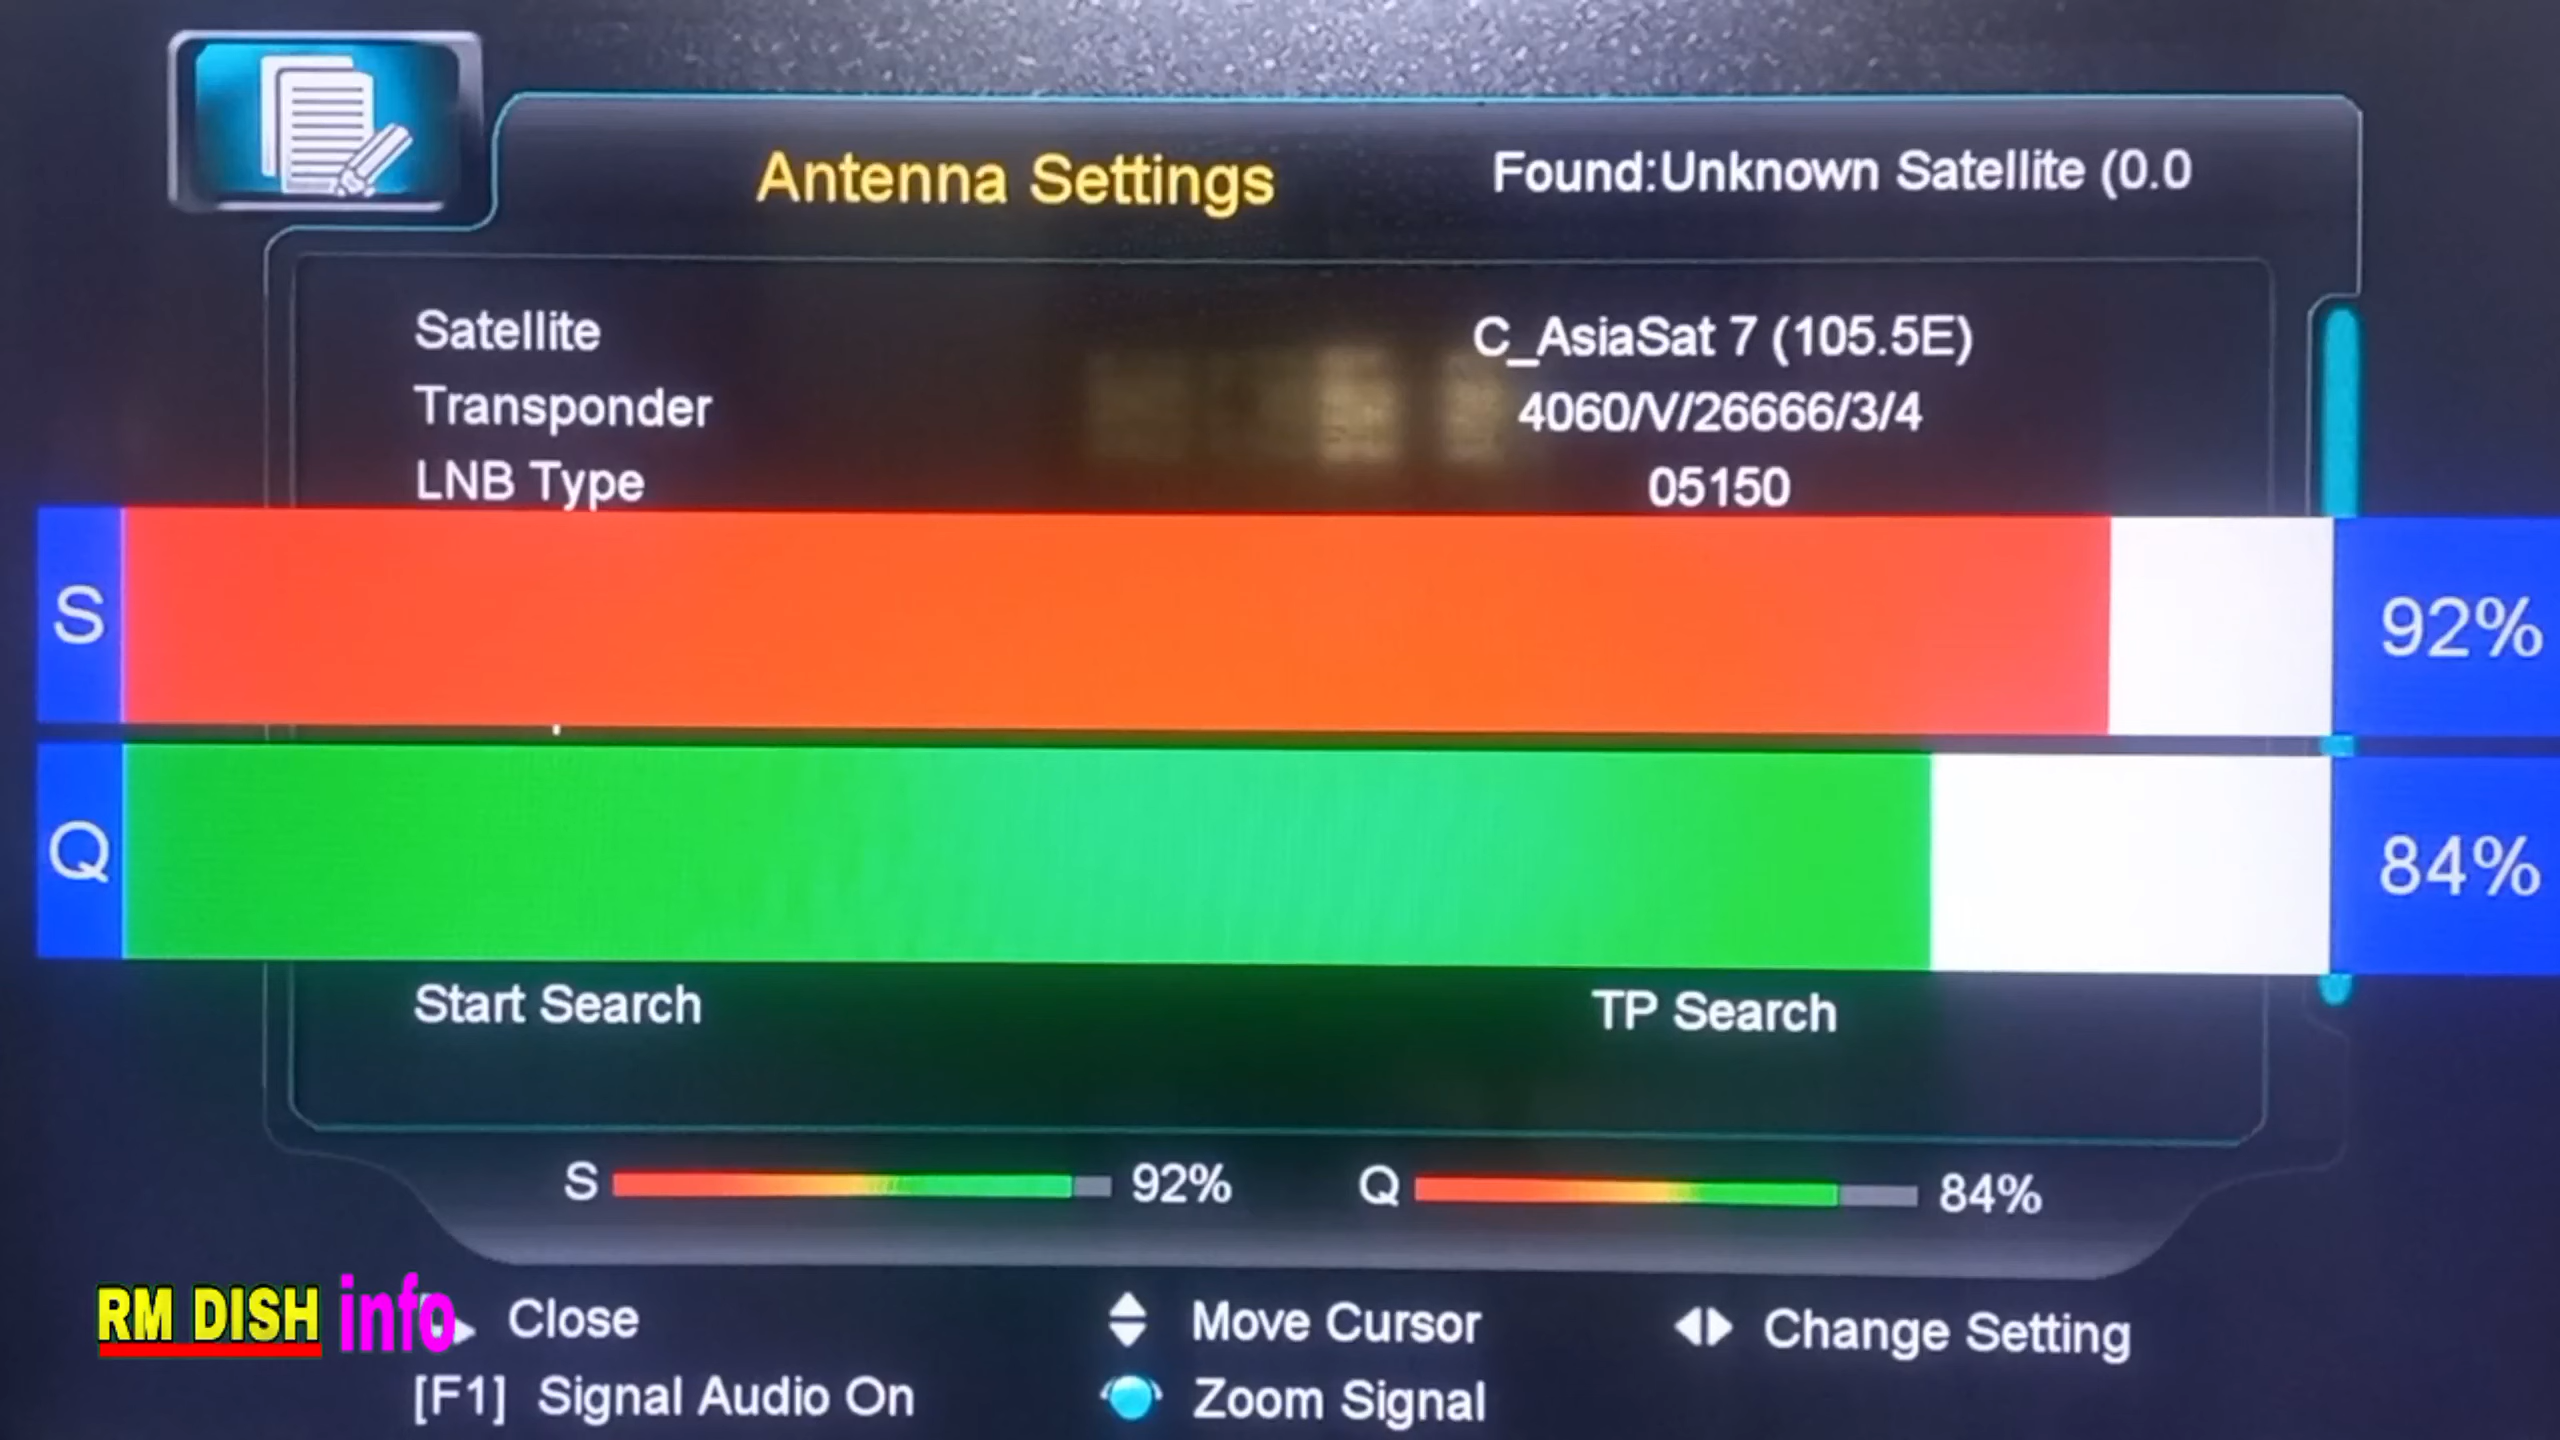 Antenna Settings
Found:Unknown Satellite (0.0
Satellite C_AsiaSat 7 (105.5E)
Transponder 4060/V/26666/3/4
LNB Type 05150
S 92%
Q 84%
Start Search TP Search
S 92% Q 84%
RM DISH info
Close Move Cursor Change Setting
[F1] Signal Audio On Zoom Signal